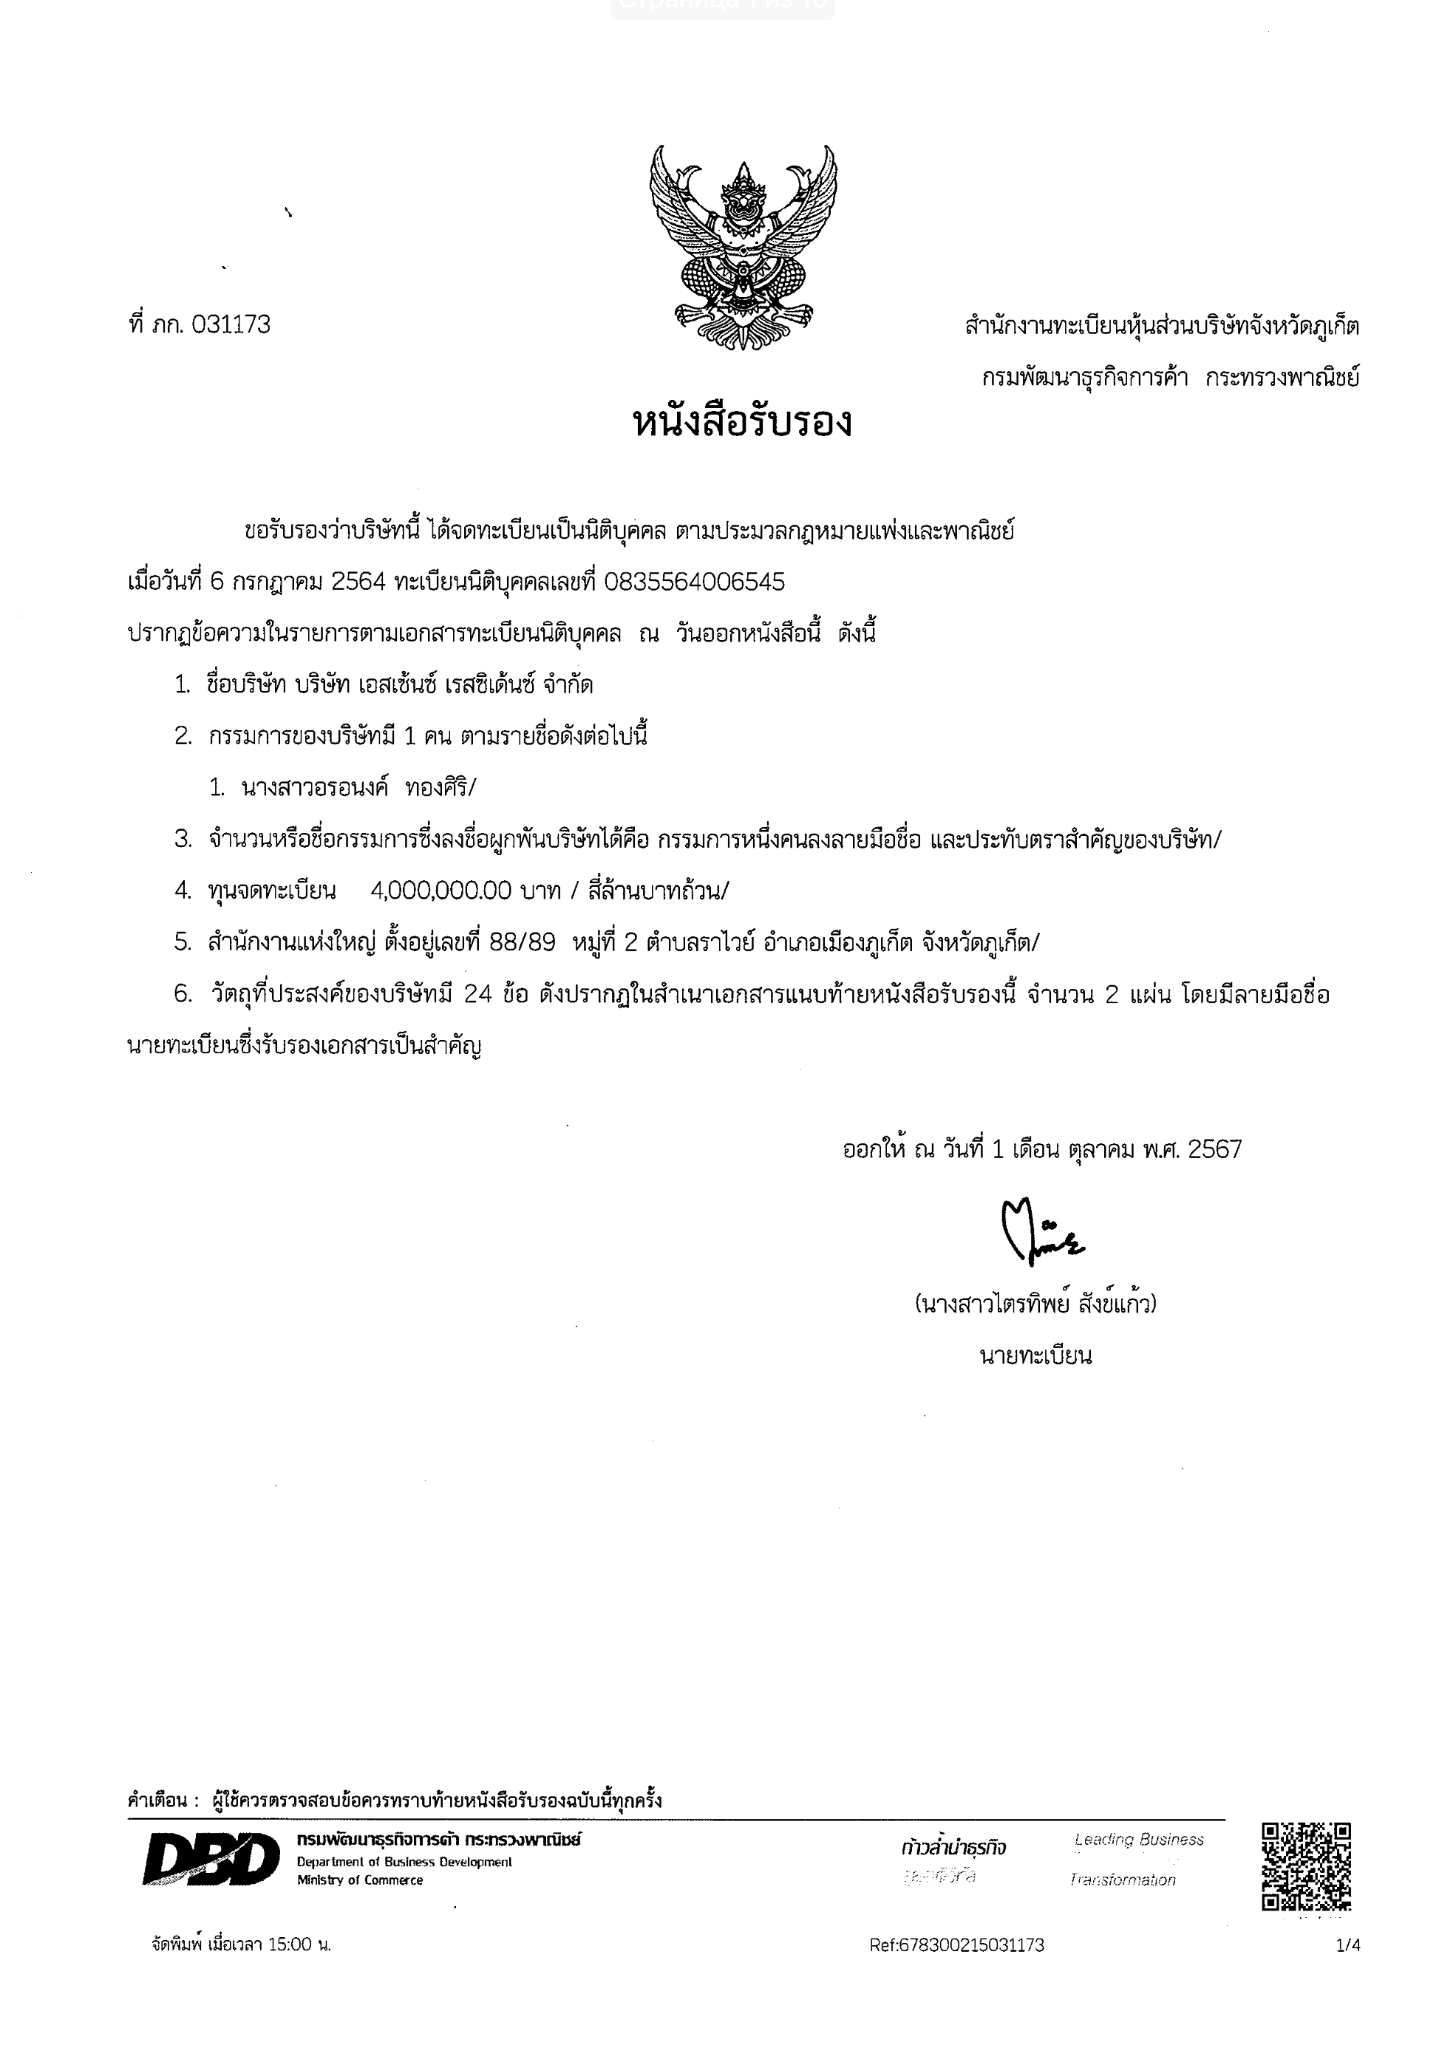 ที่ ภก. 031173
สำนักงานทะเบียนหุ้นส่วนบริษัทจังหวัดภูเก็ต
กรมพัฒนาธุรกิจการค้า กระทรวงพาณิชย์
หนังสือรับรอง
ขอรับรองว่าบริษัทนี้ ได้จดทะเบียนเป็นนิติบุคคล ตามประมวลกฎหมายแพ่งและพาณิชย์
เมื่อวันที่ 6 กรกฎาคม 2564 ทะเบียนนิติบุคคลเลขที่ 0835564006545
ปรากฏข้อความในรายการตามเอกสารทะเบียนนิติบุคคล ณ วันออกหนังสือนี้ ดังนี้
1. ชื่อบริษัท บริษัท เอสเซ้นซ์ เรสซิเด้นซ์ จำกัด
2. กรรมการของบริษัทมี 1 คน ตามรายชื่อดังต่อไปนี้
1. นางสาวอรอนงค์ ทองศิริ/
3. จำนวนหรือชื่อกรรมการซึ่งลงชื่อผูกพันบริษัทได้คือ กรรมการหนึ่งคนลงลายมือชื่อ และประทับตราสำคัญของบริษัท/
4. ทุนจดทะเบียน 4,000,000.00 บาท / สี่ล้านบาทถ้วน/
5. สำนักงานแห่งใหญ่ ตั้งอยู่เลขที่ 88/89 หมู่ที่ 2 ตำบลราไวย์ อำเภอเมืองภูเก็ต จังหวัดภูเก็ต/
6. วัตถุที่ประสงค์ของบริษัทมี 24 ข้อ ดังปรากฏในสำเนาเอกสารแนบท้ายหนังสือรับรองนี้ จำนวน 2 แผ่น โดยมีลายมือชื่อ
นายทะเบียนซึ่งรับรองเอกสารเป็นสำคัญ
ออกให้ ณ วันที่ 1 เดือน ตุลาคม พ.ศ. 2567
(นางสาวไตรทิพย์ สังข์แก้ว)
นายทะเบียน
คำเตือน : ผู้ใช้ควรตรวจสอบข้อควรทราบท้ายหนังสือรับรองฉบับนี้ทุกครั้ง
DBD
กรมพัฒนาธุรกิจการค้า กระทรวงพาณิชย์
Department of Business Development
Ministry of Commerce
ก้าวล้ำนำธุรกิจ
Leading Business
Transformation
จัดพิมพ์ เมื่อเวลา 15:00 น.
Ref:678300215031173
1/4